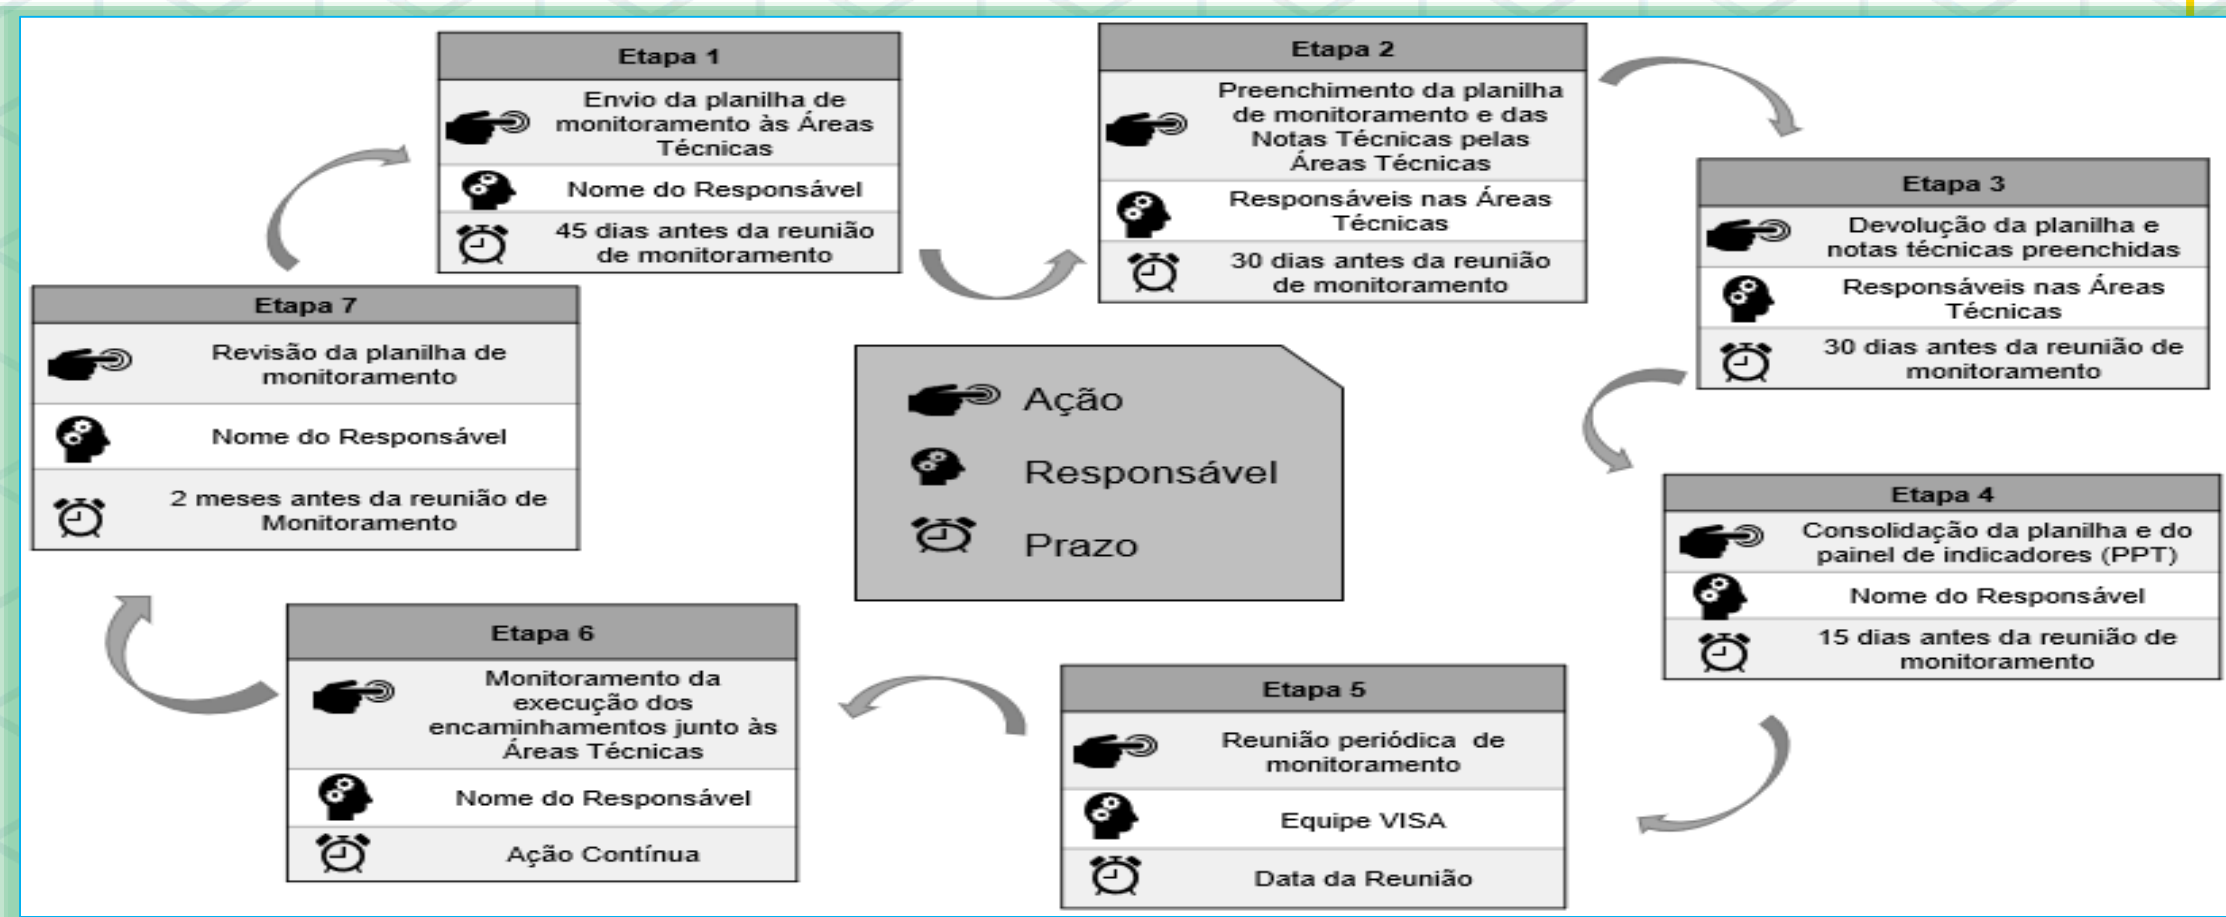 Etapa 1
Envio da planilha de
monitoramento às Áreas
Técnicas
Nome do Responsável
45 dias antes da reunião
de monitoramento
Etapa 2
Preenchimento da planilha
de monitoramento e das
Notas Técnicas pelas
Áreas Técnicas
Responsáveis nas Áreas
Técnicas
30 dias antes da reunião
de monitoramento
Etapa 3
Devolução da planilha e
notas técnicas preenchidas
Responsáveis nas Áreas
Técnicas
30 dias antes da reunião de
monitoramento
Etapa 4
Consolidação da planilha e do
painel de indicadores (PPT)
Nome do Responsável
15 dias antes da reunião de
monitoramento
Etapa 5
Reunião periódica de
monitoramento
Equipe VISA
Data da Reunião
Etapa 6
Monitoramento da
execução dos
encaminhamentos junto às
Áreas Técnicas
Nome do Responsável
Ação Contínua
Etapa 7
Revisão da planilha de
monitoramento
Nome do Responsável
2 meses antes da reunião de
Monitoramento
Ação
Responsável
Prazo